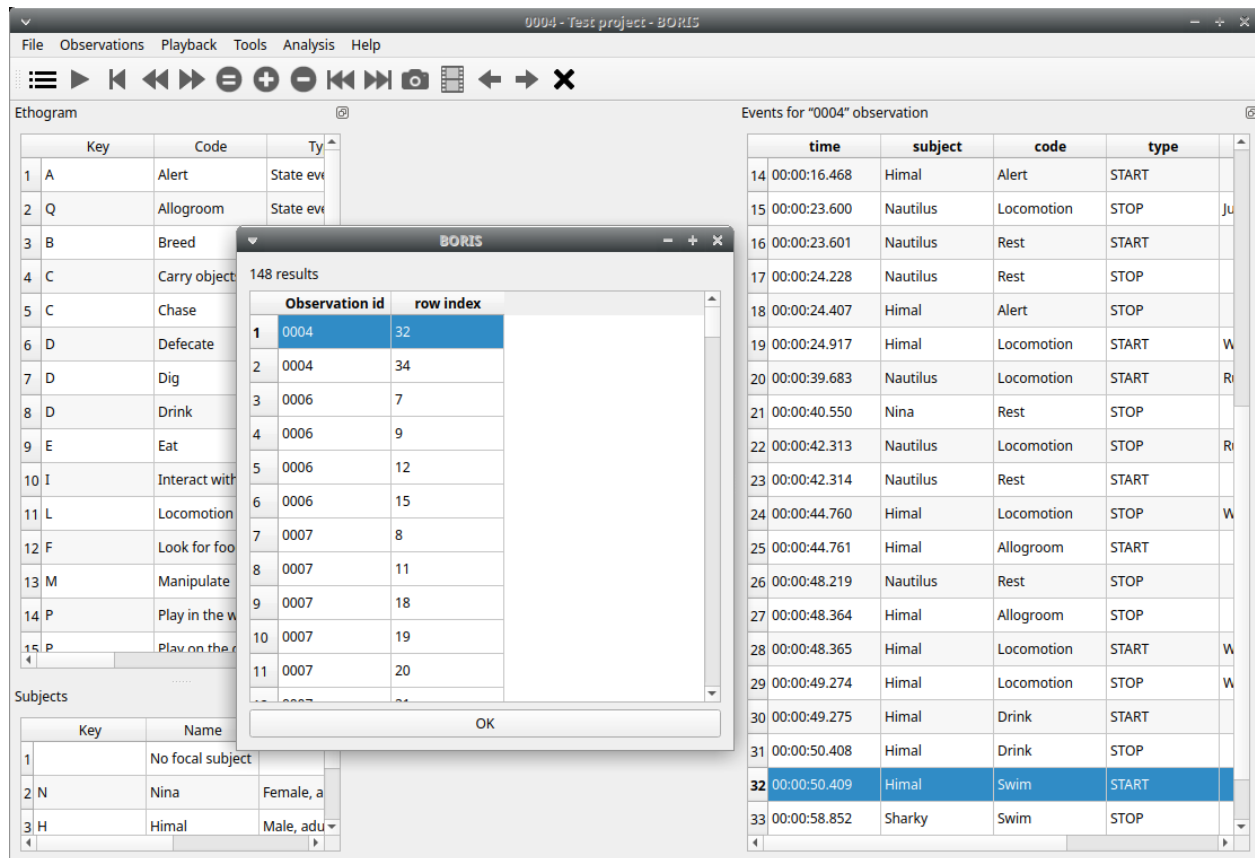 0004 - Test project - BORIS
File Observations Playback Tools Analysis Help
Ethogram
Key Code Ty
1 A Alert State eve
2 Q Allogroom State eve
3 B Breed
4 C Carry object
5 C Chase
6 D Defecate
7 D Dig
8 D Drink
9 E Eat
10 I Interact with
11 L Locomotion
12 F Look for foo
13 M Manipulate
14 P Play in the w
15 P Play on the
Subjects
Key Name
1 No focal subject
2 N Nina Female, a
3 H Himal Male, adu
BORIS
148 results
Observation id row index
1 0004 32
2 0004 34
3 0006 7
4 0006 9
5 0006 12
6 0006 15
7 0007 8
8 0007 11
9 0007 18
10 0007 19
11 0007 20
OK
Events for "0004" observation
time subject code type
14 00:00:16.468 Himal Alert START
15 00:00:23.600 Nautilus Locomotion STOP Ju
16 00:00:23.601 Nautilus Rest START
17 00:00:24.228 Nautilus Rest STOP
18 00:00:24.407 Himal Alert STOP
19 00:00:24.917 Himal Locomotion START W
20 00:00:39.683 Nautilus Locomotion START Ru
21 00:00:40.550 Nina Rest STOP
22 00:00:42.313 Nautilus Locomotion STOP Ru
23 00:00:42.314 Nautilus Rest START
24 00:00:44.760 Himal Locomotion STOP W
25 00:00:44.761 Himal Allogroom START
26 00:00:48.219 Nautilus Rest STOP
27 00:00:48.364 Himal Allogroom STOP
28 00:00:48.365 Himal Locomotion START W
29 00:00:49.274 Himal Locomotion STOP W
30 00:00:49.275 Himal Drink START
31 00:00:50.408 Himal Drink STOP
32 00:00:50.409 Himal Swim START
33 00:00:58.852 Sharky Swim STOP